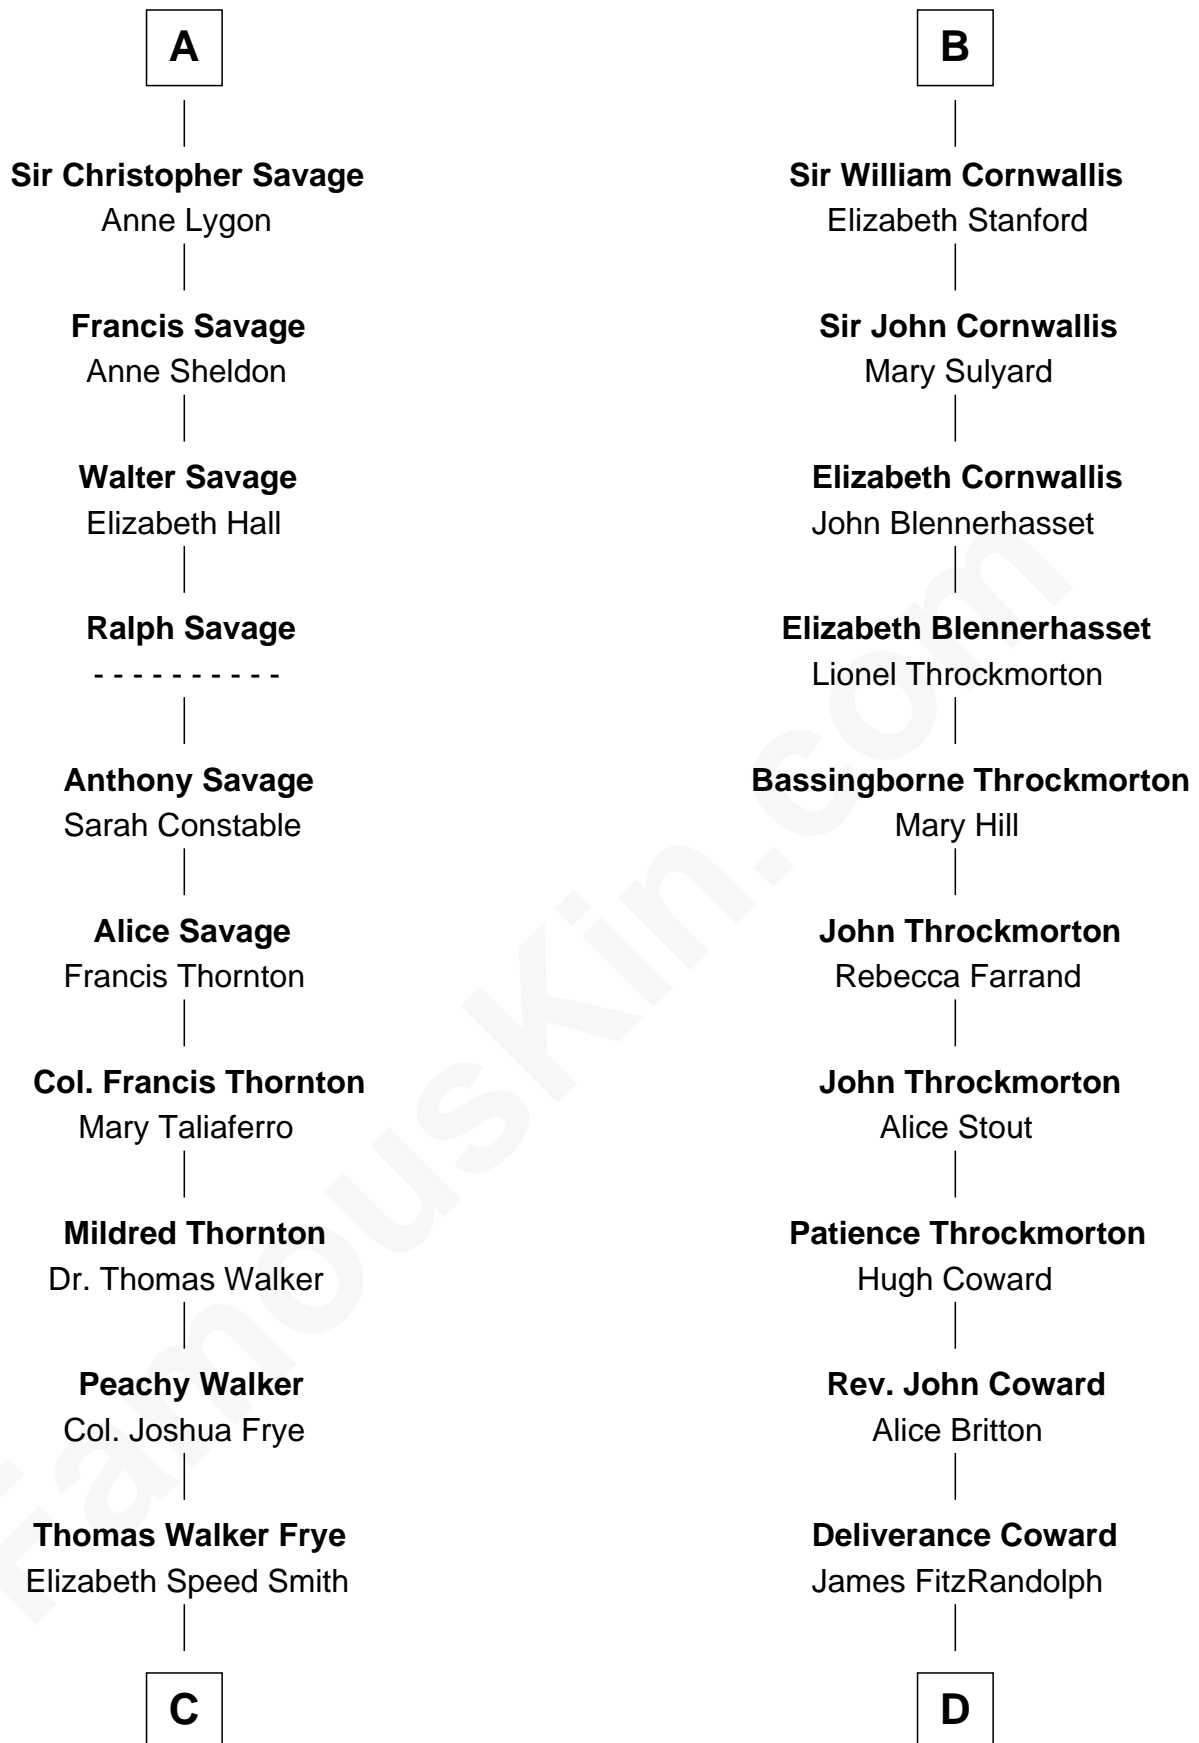 A
Sir Christopher Savage
Anne Lygon
Francis Savage
Anne Sheldon
Walter Savage
Elizabeth Hall
Ralph Savage
- - - - - - - - - -
Anthony Savage
Sarah Constable
Alice Savage
Francis Thornton
Col. Francis Thornton
Mary Taliaferro
Mildred Thornton
Dr. Thomas Walker
Peachy Walker
Col. Joshua Frye
Thomas Walker Frye
Elizabeth Speed Smith
C
B
Sir William Cornwallis
Elizabeth Stanford
Sir John Cornwallis
Mary Sulyard
Elizabeth Cornwallis
John Blennerhasset
Elizabeth Blennerhasset
Lionel Throckmorton
Bassingborne Throckmorton
Mary Hill
John Throckmorton
Rebecca Farrand
John Throckmorton
Alice Stout
Patience Throckmorton
Hugh Coward
Rev. John Coward
Alice Britton
Deliverance Coward
James FitzRandolph
D
FamousKin.com